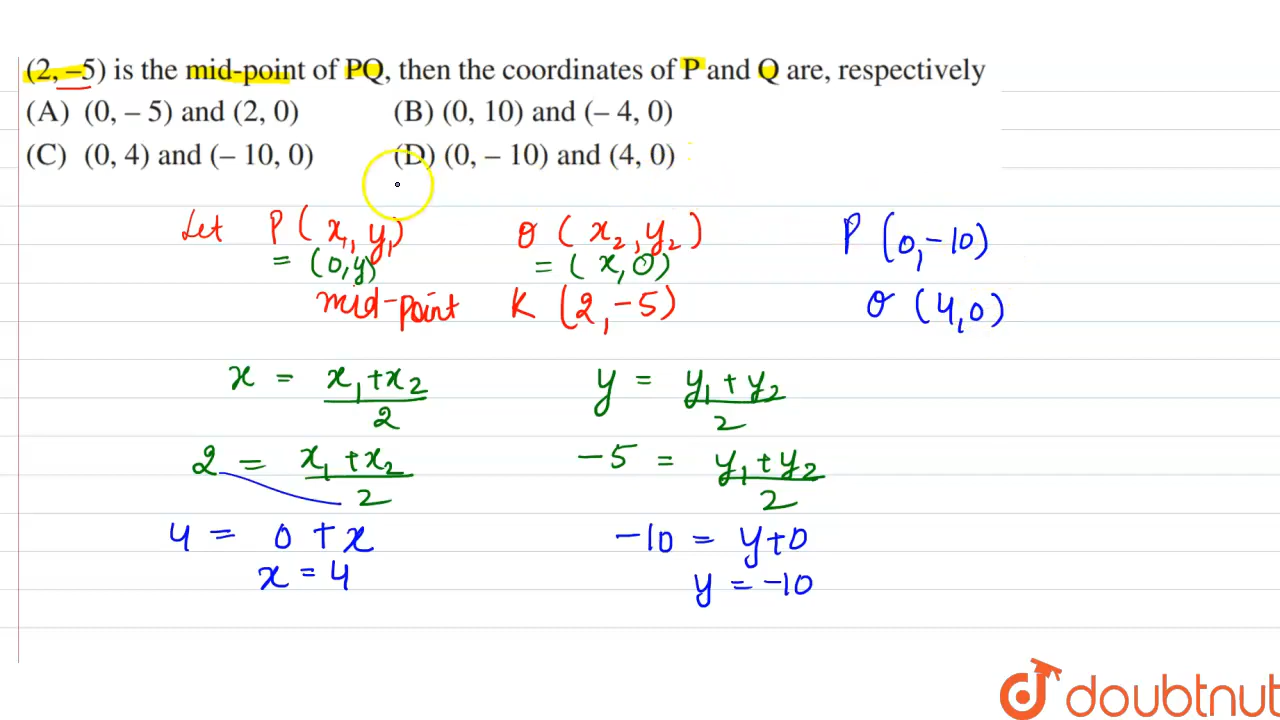 (2, –5) is the mid-point of PQ, then the coordinates of P and Q are, respectively
(A) (0, – 5) and (2, 0) (B) (0, 10) and (– 4, 0)
(C) (0, 4) and (– 10, 0) (D) (0, – 10) and (4, 0)
Let P ( x₁, y₁) Q ( x₂, y₂ ) P (0, -10)
= (0, y) = ( x, 0)
mid-point K (2, -5) Q (4, 0)
x = x₁ + x₂ / 2 y = y₁ + y₂ / 2
2 = x₁ + x₂ / 2 -5 = y₁ + y₂ / 2
4 = 0 + x -10 = y + 0
x = 4 y = -10
doubtnut